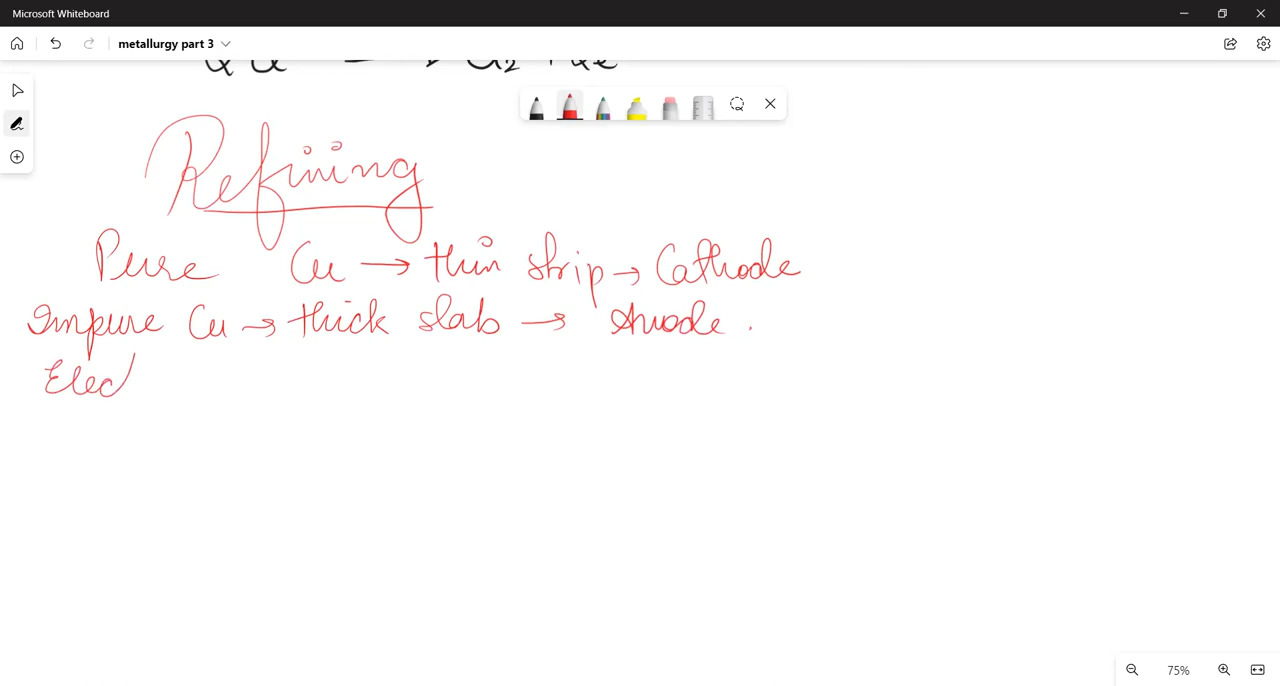 Microsoft Whiteboard
metallurgy part 3
Refining
Pure Cu → thin strip → Cathode
Impure Cu → thick slab → Anode.
Elec
75%